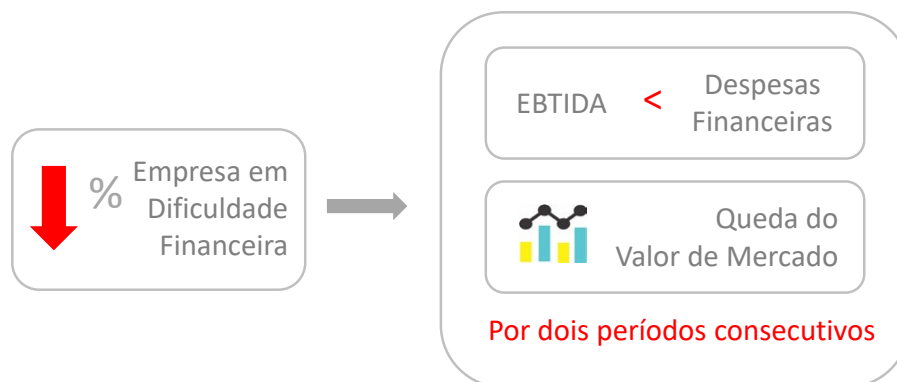 % Empresa em
Dificuldade
Financeira
EBTIDA < Despesas
Financeiras
Queda do
Valor de Mercado
Por dois períodos consecutivos